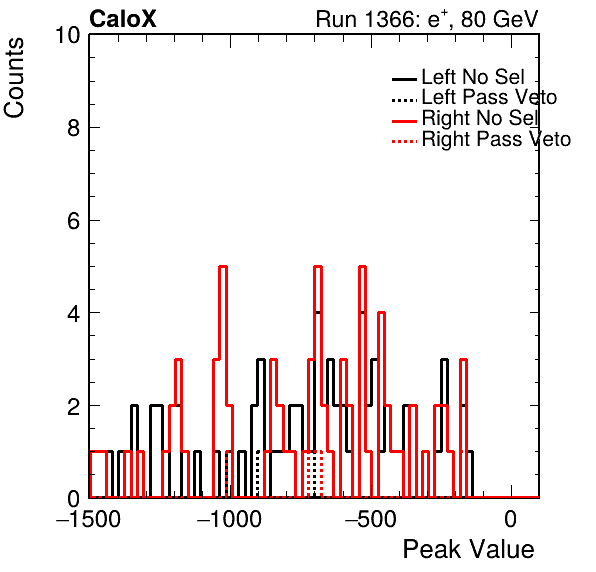 CaloX Run 1366: e⁺, 80 GeV
Counts
10
8
6
4
2
0
Left No Sel
Left Pass Veto
Right No Sel
Right Pass Veto
−1500 −1000 −500 0
Peak Value